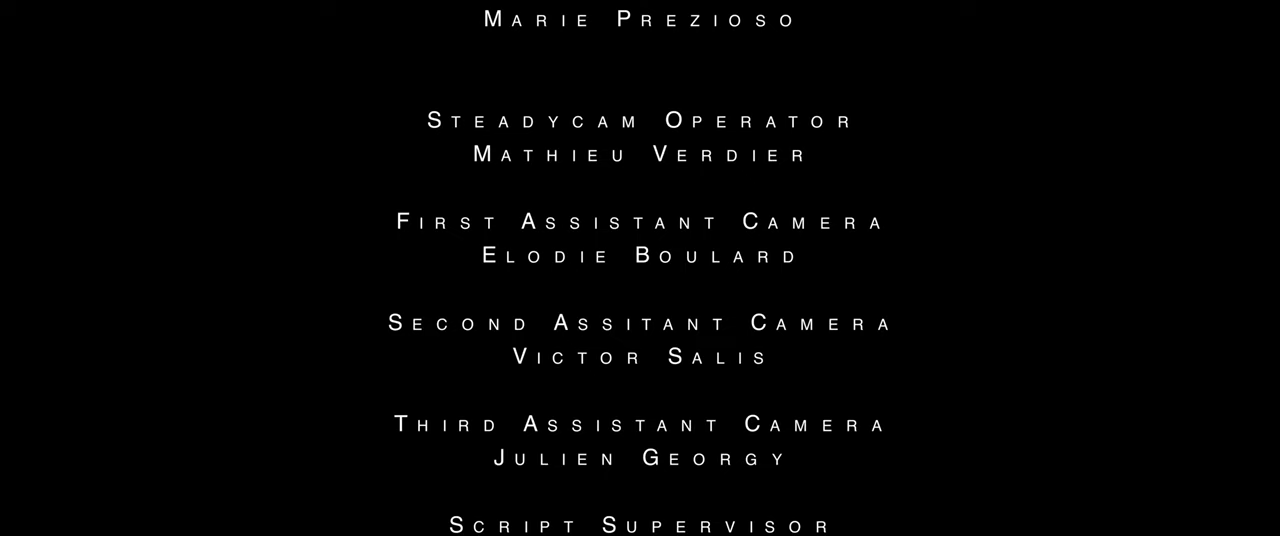 Marie Prezioso
Steadycam Operator
Mathieu Verdier
First Assistant Camera
Elodie Boulard
Second Assitant Camera
Victor Salis
Third Assistant Camera
Julien Georgy
Script Supervisor